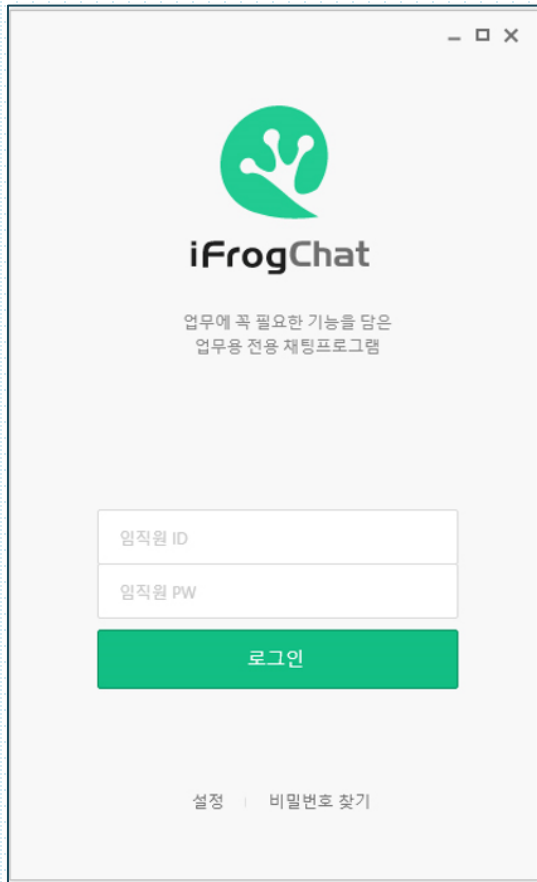 iFrogChat
업무에 꼭 필요한 기능을 담은
업무용 전용 채팅프로그램
임직원 ID
임직원 PW
로그인
설정 | 비밀번호 찾기